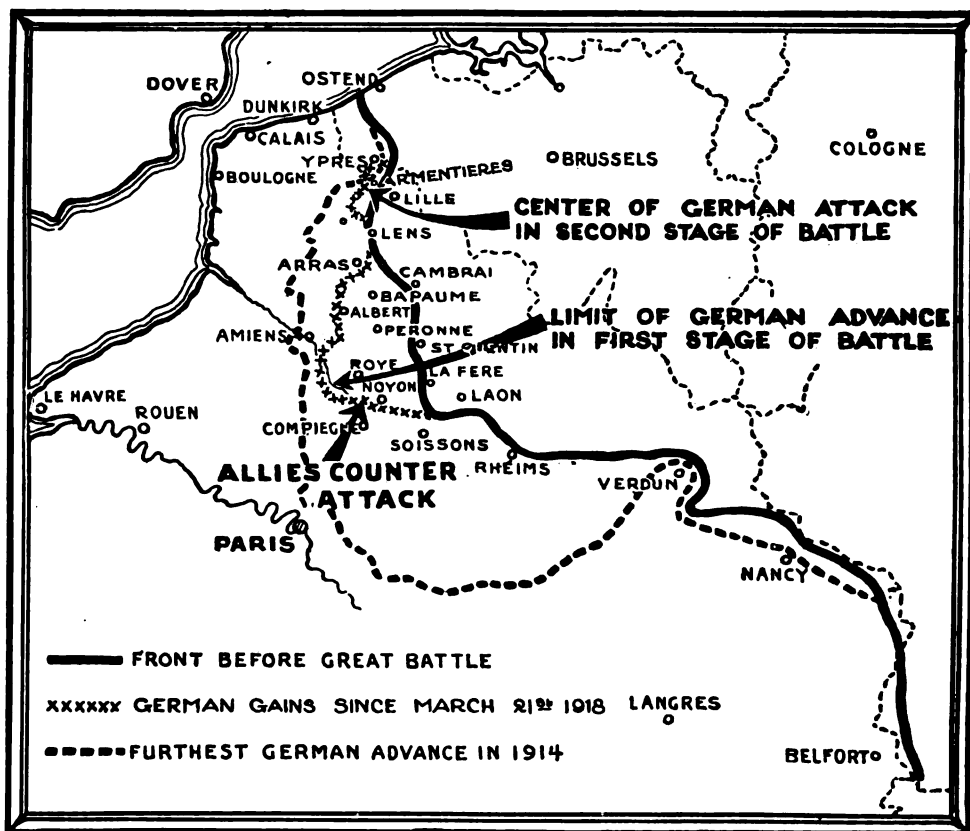 OSTEND
DOVER
DUNKIRK
CALAIS
BRUSSELS
COLOGNE
YPRES
ARMENTIERES
BOULOGNE
LILLE
CENTER OF GERMAN ATTACK
IN SECOND STAGE OF BATTLE
LENS
ARRAS
CAMBRAI
BAPAUME
ALBERT
LIMIT OF GERMAN ADVANCE
IN FIRST STAGE OF BATTLE
PERONNE
AMIENS
ST QUENTIN
ROYE
LA FERE
NOYON
LAON
LE HAVRE
ROUEN
COMPIEGNE
SOISSONS
RHEIMS
ALLIES COUNTER
ATTACK
VERDUN
PARIS
NANCY
FRONT BEFORE GREAT BATTLE
GERMAN GAINS SINCE MARCH 21st 1918
LANGRES
FURTHEST GERMAN ADVANCE IN 1914
BELFORT